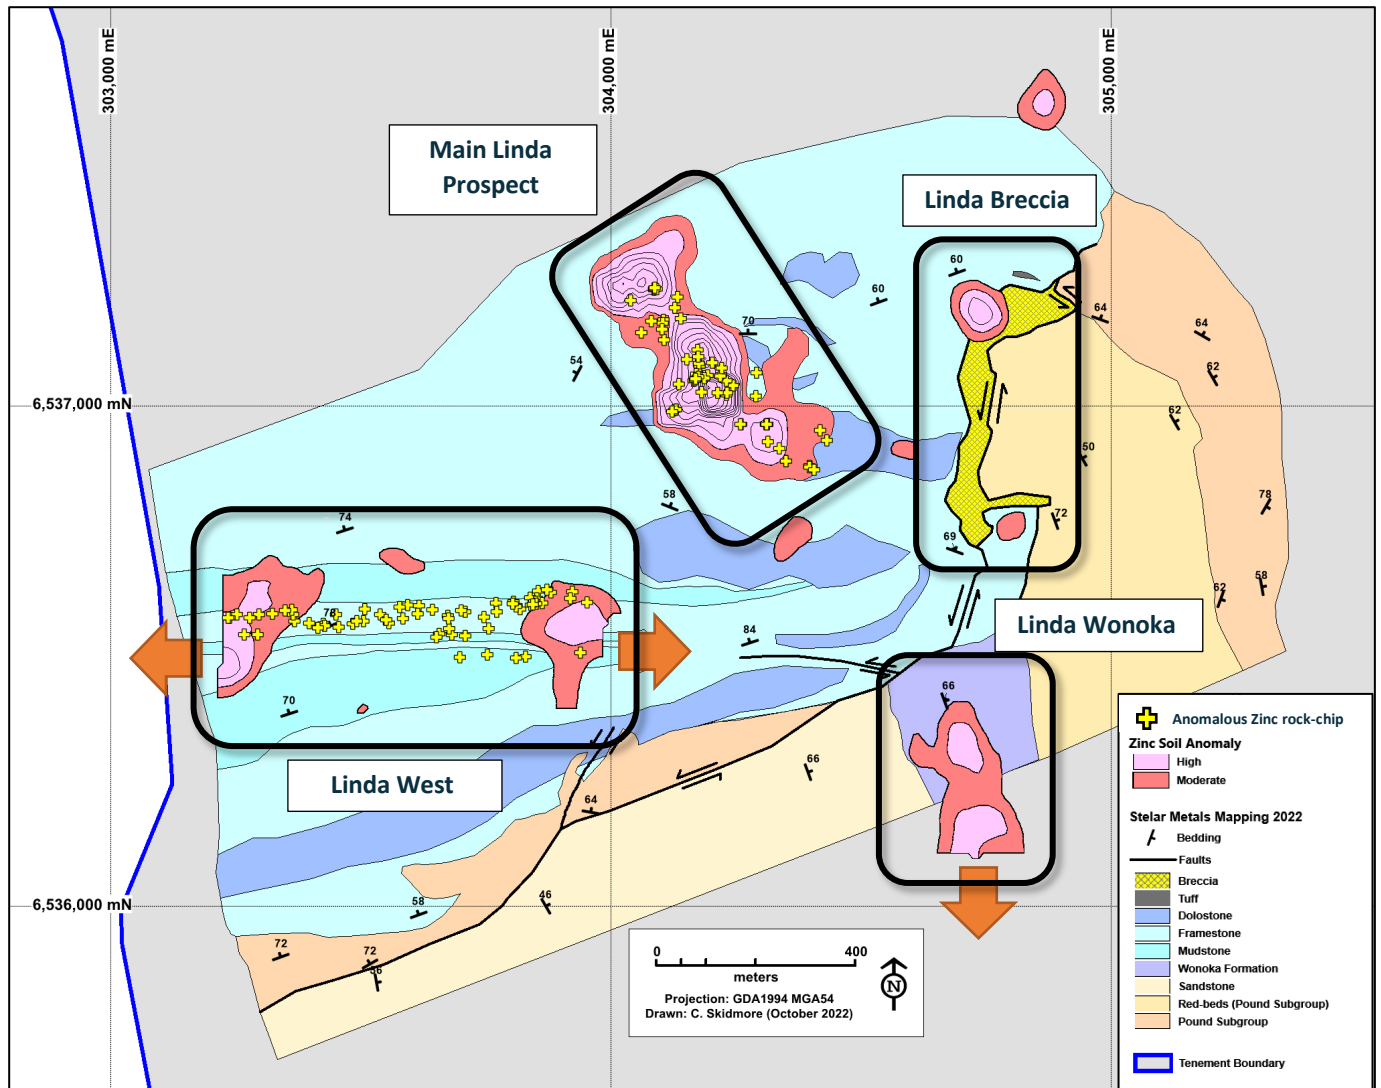 303,000 mE
304,000 mE
305,000 mE
Main Linda
Prospect
Linda Breccia
60
60
64
64
70
62
54
6,537,000 mN
62
50
58
78
74
72
69
58
62
76
Linda Wonoka
84
66
70
Linda West
66
64
46
58
6,536,000 mN
72
72
56
0 400
meters
Projection: GDA1994 MGA54
Drawn: C. Skidmore (October 2022)
N
Anomalous Zinc rock-chip
Zinc Soil Anomaly
High
Moderate
Stelar Metals Mapping 2022
Bedding
Faults
Breccia
Tuff
Dolostone
Framestone
Mudstone
Wonoka Formation
Sandstone
Red-beds (Pound Subgroup)
Pound Subgroup
Tenement Boundary